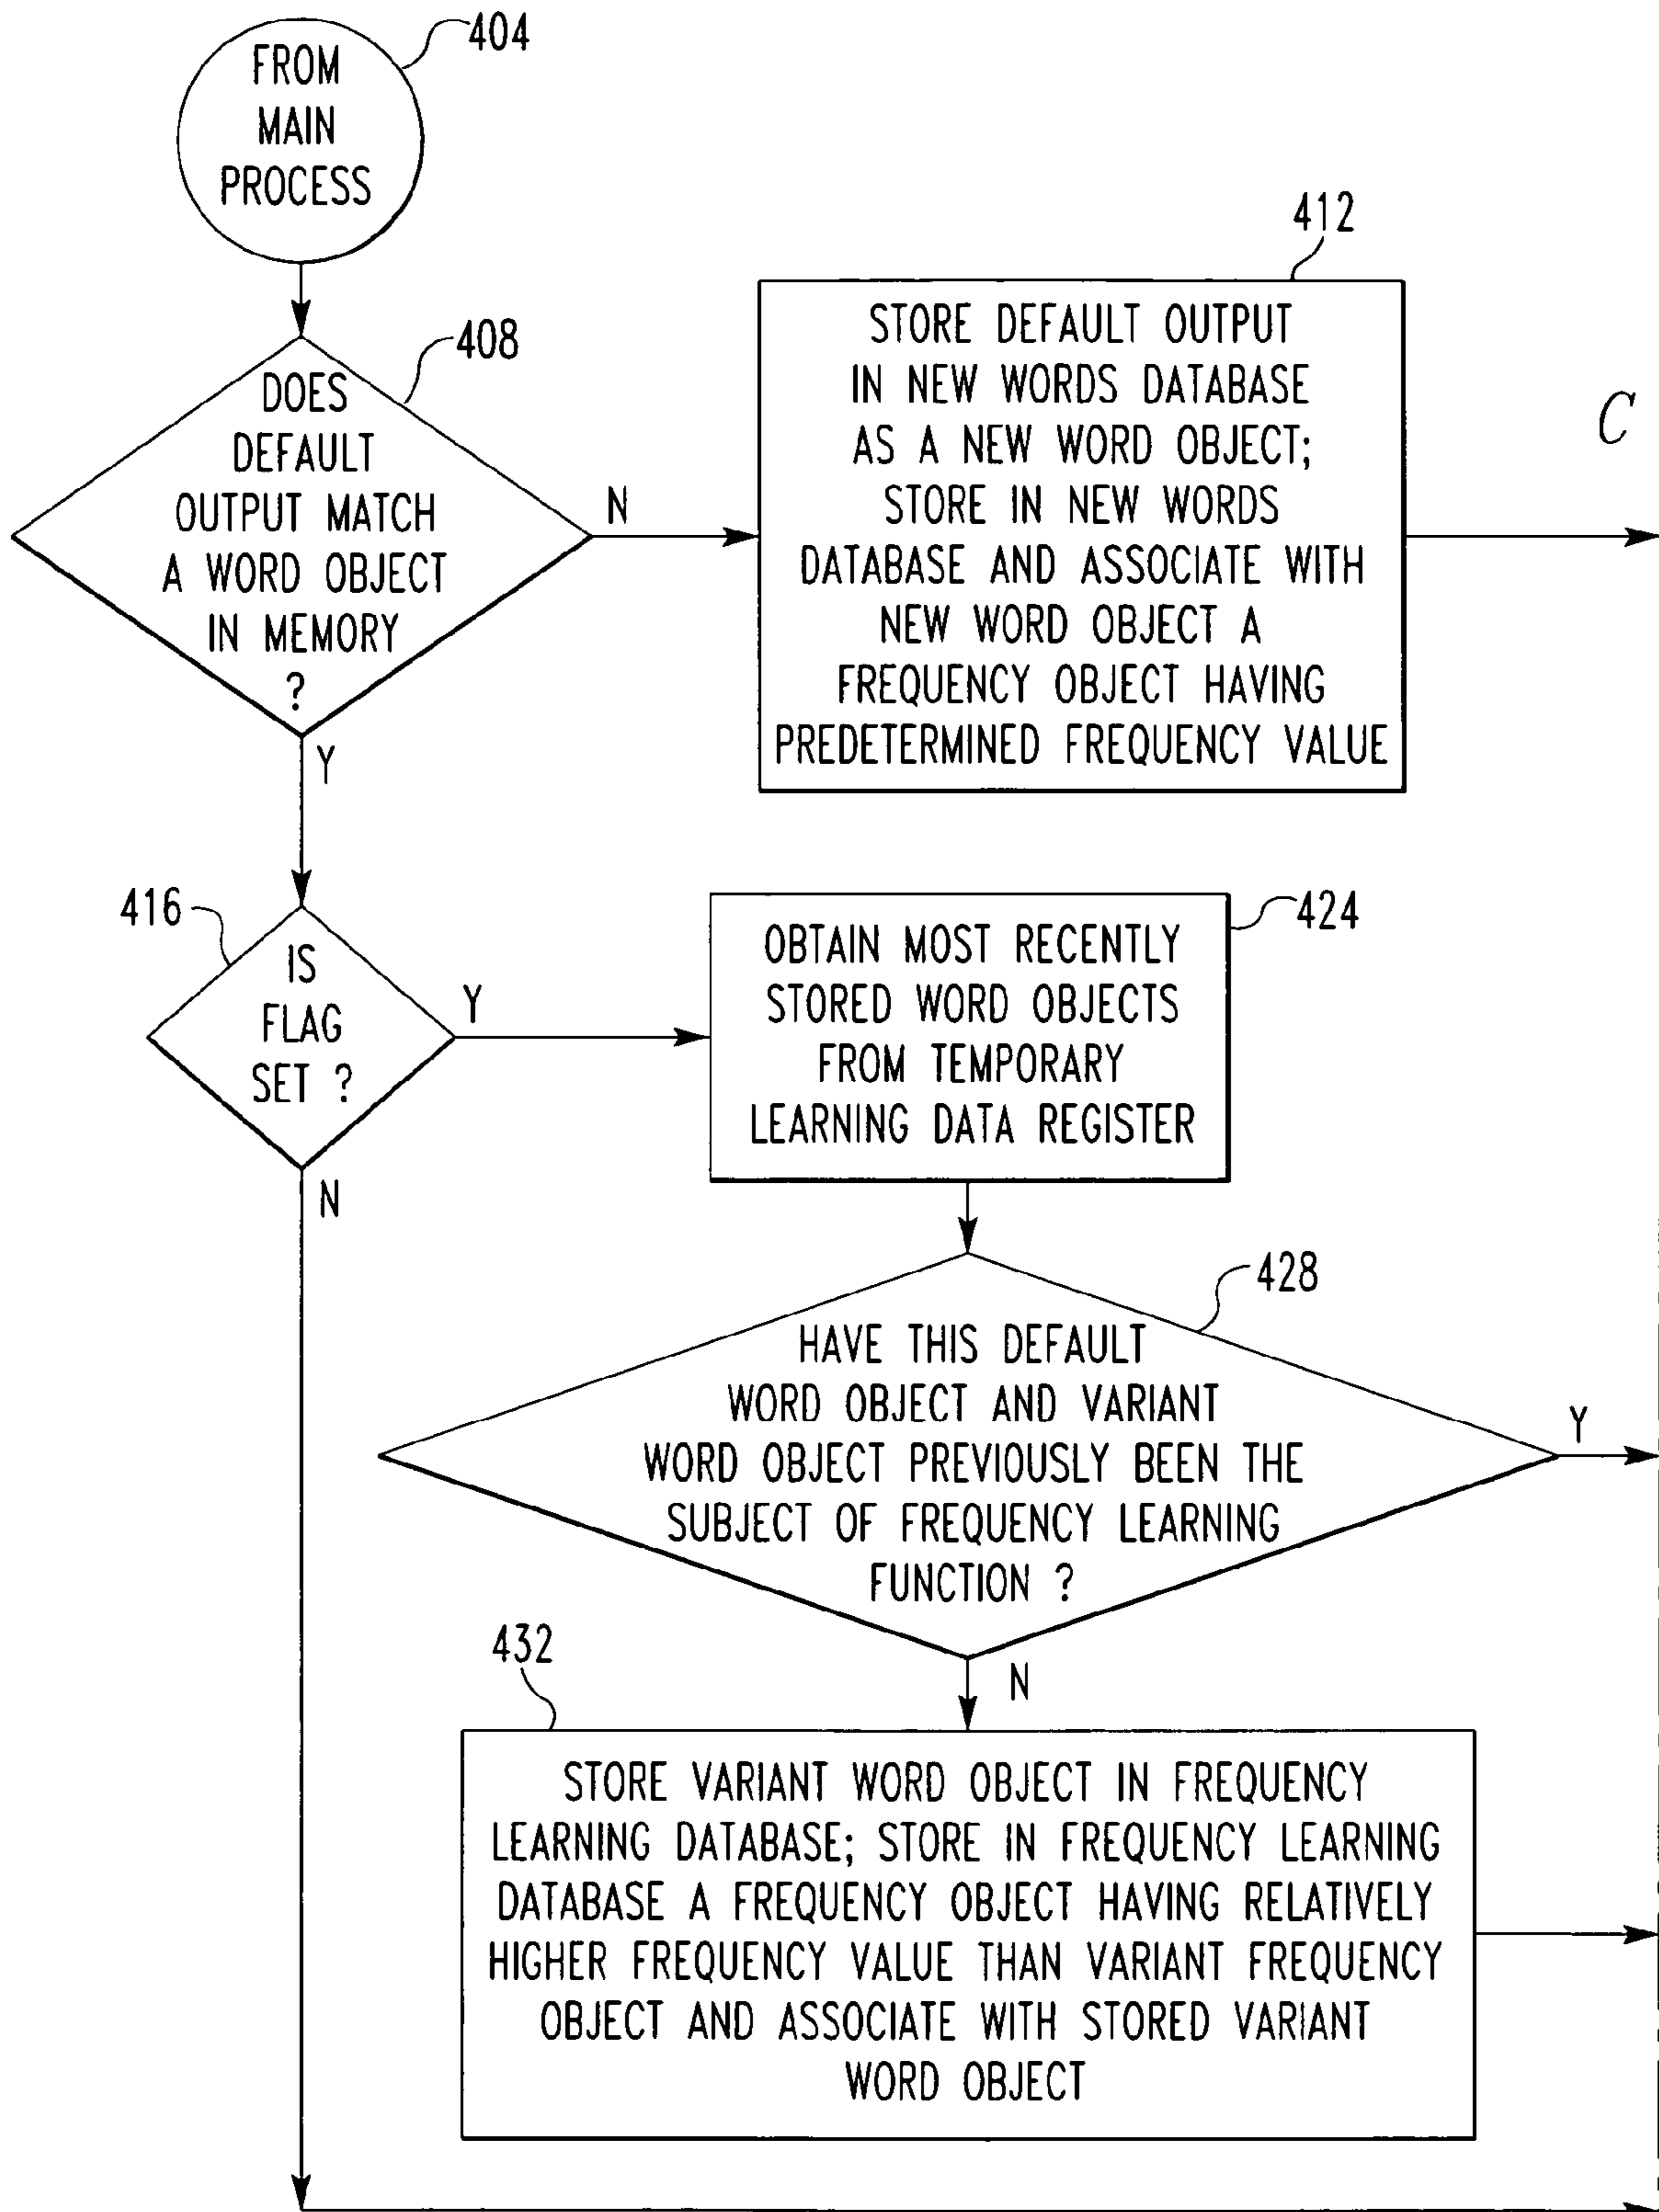 FROM
MAIN
PROCESS
404
DOES
DEFAULT
OUTPUT MATCH
A WORD OBJECT
IN MEMORY
?
408
N
Y
412
STORE DEFAULT OUTPUT
IN NEW WORDS DATABASE
AS A NEW WORD OBJECT;
STORE IN NEW WORDS
DATABASE AND ASSOCIATE WITH
NEW WORD OBJECT A
FREQUENCY OBJECT HAVING
PREDETERMINED FREQUENCY VALUE
C
416
IS
FLAG
SET ?
Y
N
424
OBTAIN MOST RECENTLY
STORED WORD OBJECTS
FROM TEMPORARY
LEARNING DATA REGISTER
428
HAVE THIS DEFAULT
WORD OBJECT AND VARIANT
WORD OBJECT PREVIOUSLY BEEN THE
SUBJECT OF FREQUENCY LEARNING
FUNCTION ?
Y
N
432
STORE VARIANT WORD OBJECT IN FREQUENCY
LEARNING DATABASE; STORE IN FREQUENCY LEARNING
DATABASE A FREQUENCY OBJECT HAVING RELATIVELY
HIGHER FREQUENCY VALUE THAN VARIANT FREQUENCY
OBJECT AND ASSOCIATE WITH STORED VARIANT
WORD OBJECT